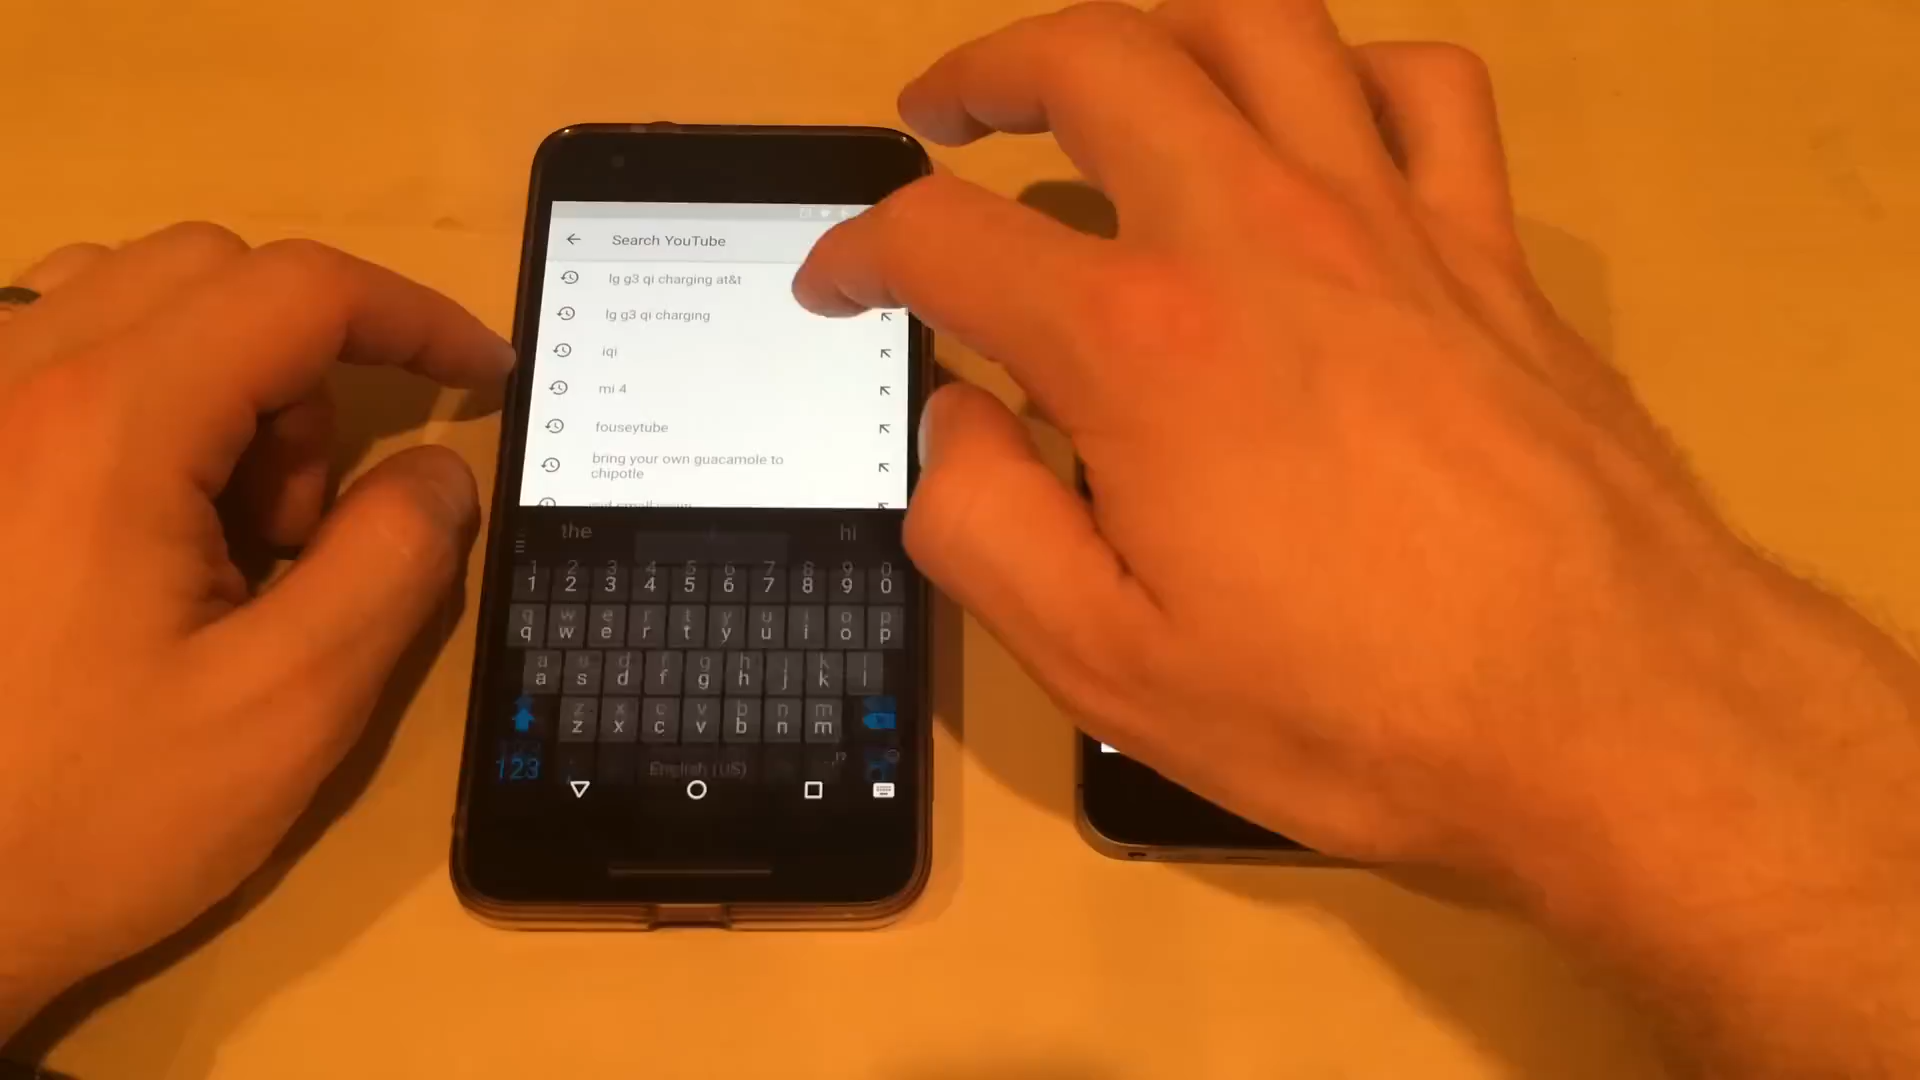 Search YouTube
lg g3 qi charging at&t
lg g3 qi charging
iqi
mi 4
fouseytube
bring your own guacamole to
chipotle
the hi
1 2 3 4 5 6 7 8 9 0
q w e r t y u i o p
a s d f g h j k l
z x c v b n m
123 English (US)